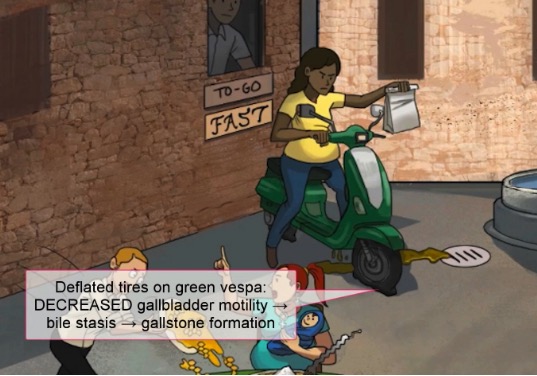 TO-GO
FAST
Deflated tires on green vespa:
DECREASED gallbladder motility →
bile stasis → gallstone formation